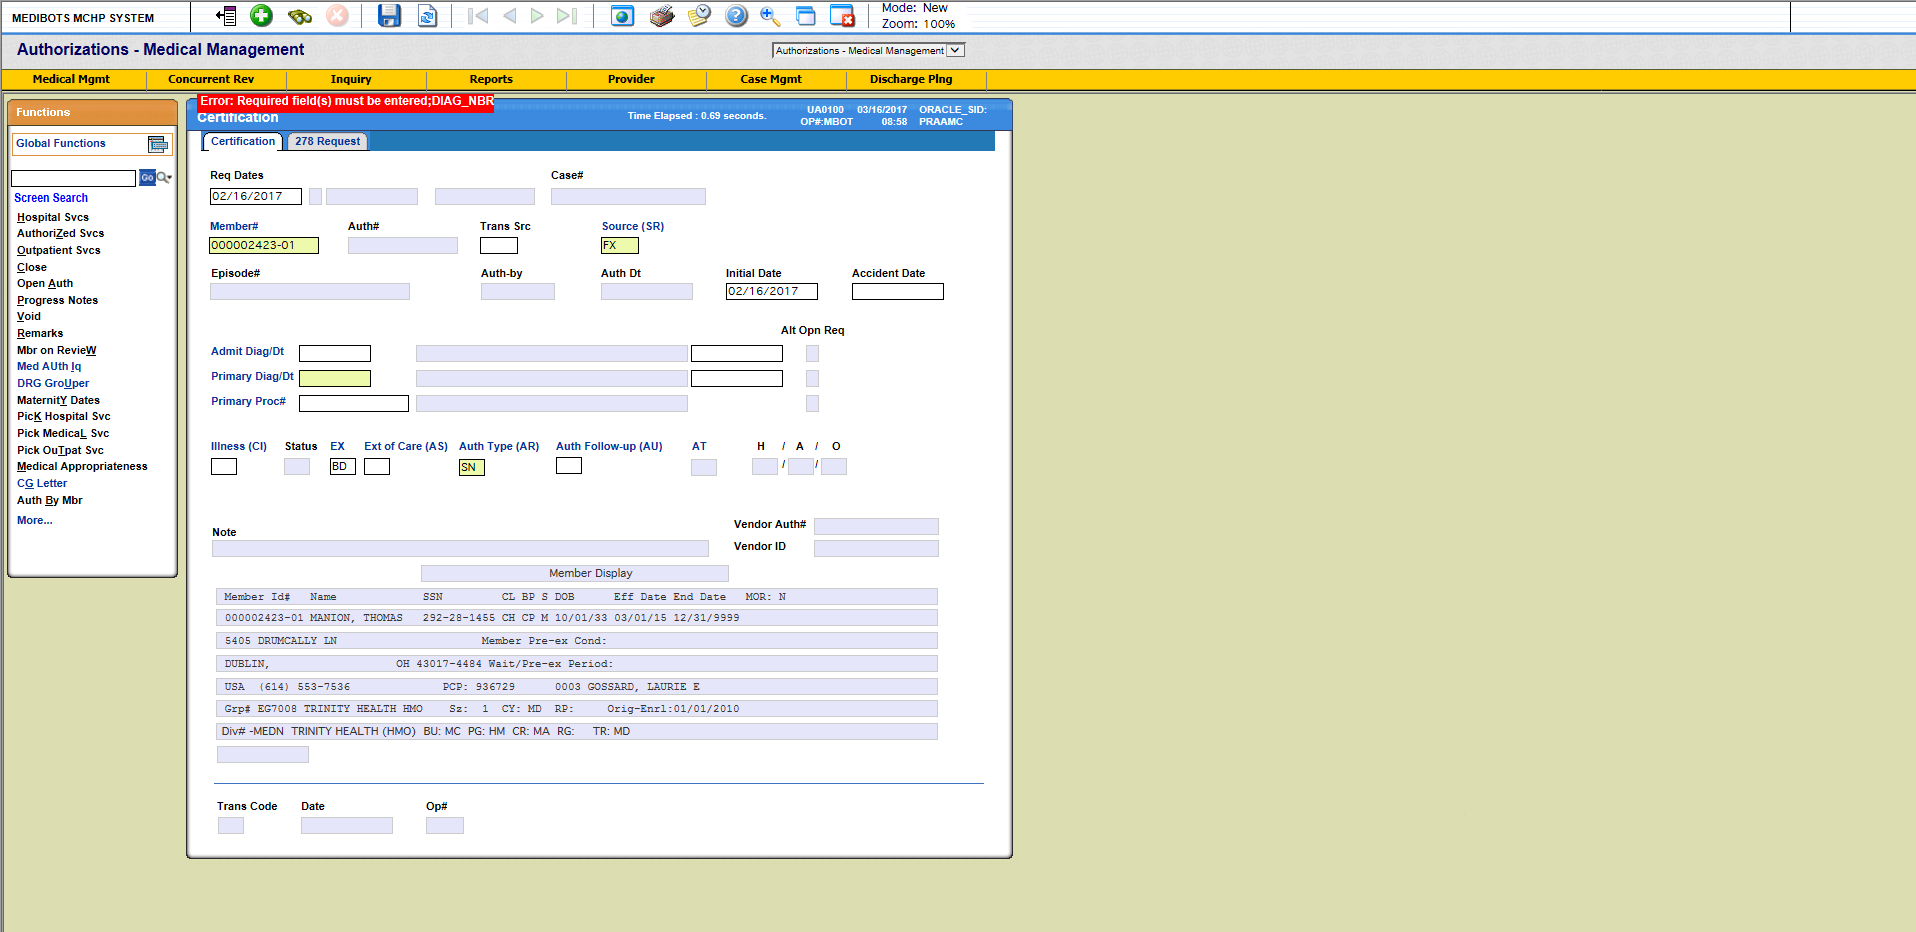 MEDIBOTS MCHP SYSTEM
Mode: New
Zoom: 100%
Authorizations - Medical Management
Authorizations - Medical Management
Medical Mgmt Concurrent Rev Inquiry Reports Provider Case Mgmt Discharge Plng
Functions
Global Functions
Go
Screen Search
Hospital Svcs
AuthoriZed Svcs
Outpatient Svcs
Close
Open Auth
Progress Notes
Void
Remarks
Mbr on RevieW
Med AUth Iq
DRG GroUper
MaternitY Dates
PicK Hospital Svc
Pick MedicaL Svc
Pick OuTpat Svc
Medical Appropriateness
CG Letter
Auth By Mbr
More...
Error: Required field(s) must be entered;DIAG_NBR
Certification
Time Elapsed : 0.69 seconds.
UA0100 03/16/2017 ORACLE_SID:
OP#:MBOT 08:58 PRAAMC
Certification 278 Request
Req Dates Case#
02/16/2017
Member# Auth# Trans Src Source (SR)
000002423-01 FX
Episode# Auth-by Auth Dt Initial Date Accident Date
02/16/2017
Alt Opn Req
Admit Diag/Dt
Primary Diag/Dt
Primary Proc#
Illness (CI) Status EX Ext of Care (AS) Auth Type (AR) Auth Follow-up (AU) AT H / A / O
BD SN / /
Vendor Auth#
Note
Vendor ID
Member Display
Member Id# Name SSN CL BP S DOB Eff Date End Date MOR: N
000002423-01 MANION, THOMAS 292-28-1455 CH CP M 10/01/33 03/01/15 12/31/9999
5405 DRUMCALLY LN Member Pre-ex Cond:
DUBLIN, OH 43017-4484 Wait/Pre-ex Period:
USA (614) 553-7536 PCP: 936729 0003 GOSSARD, LAURIE E
Grp# EG7008 TRINITY HEALTH HMO Sz: 1 CY: MD RP: Orig-Enrl:01/01/2010
Div# -MEDN TRINITY HEALTH (HMO) BU: MC PG: HM CR: MA RG: TR: MD
Trans Code Date Op#